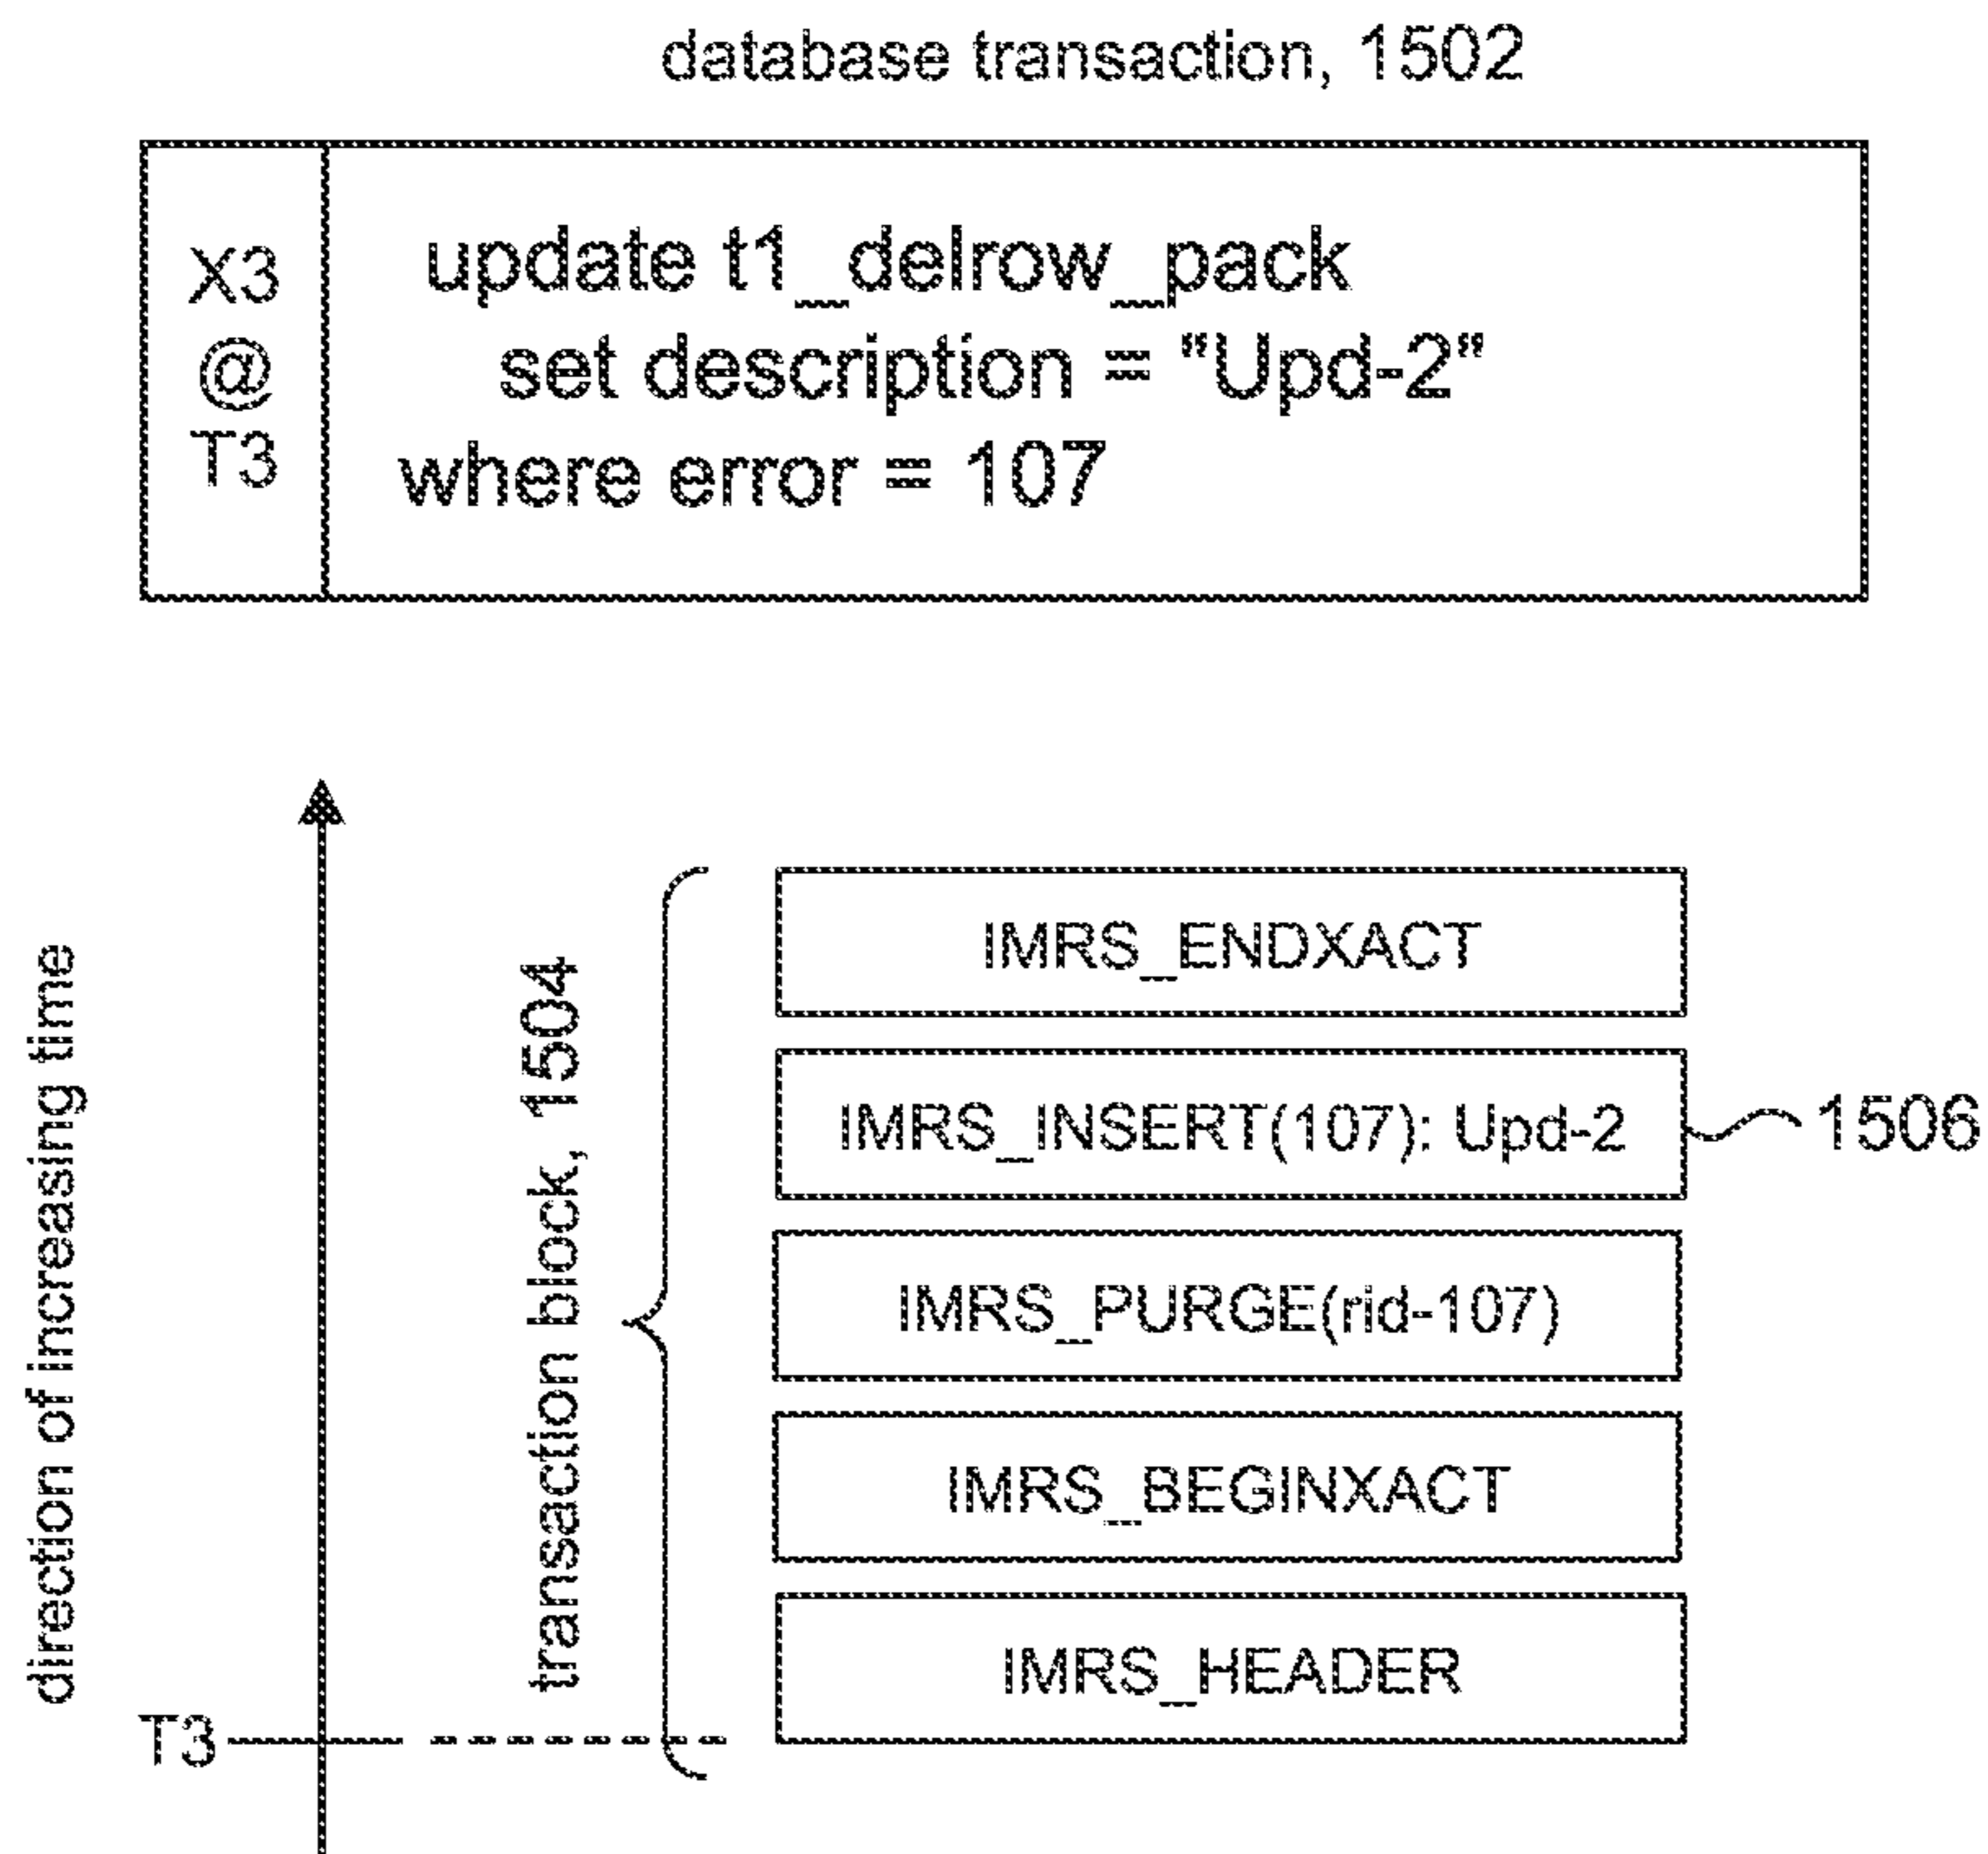 database transaction, 1502
X3
@
T3
update t1_delrow_pack
set description = "Upd-2"
where error = 107
direction of increasing time
transaction block, 1504
IMRS_ENDXACT
IMRS_INSERT(107): Upd-2
1506
IMRS_PURGE(rid-107)
IMRS_BEGINXACT
IMRS_HEADER
T3